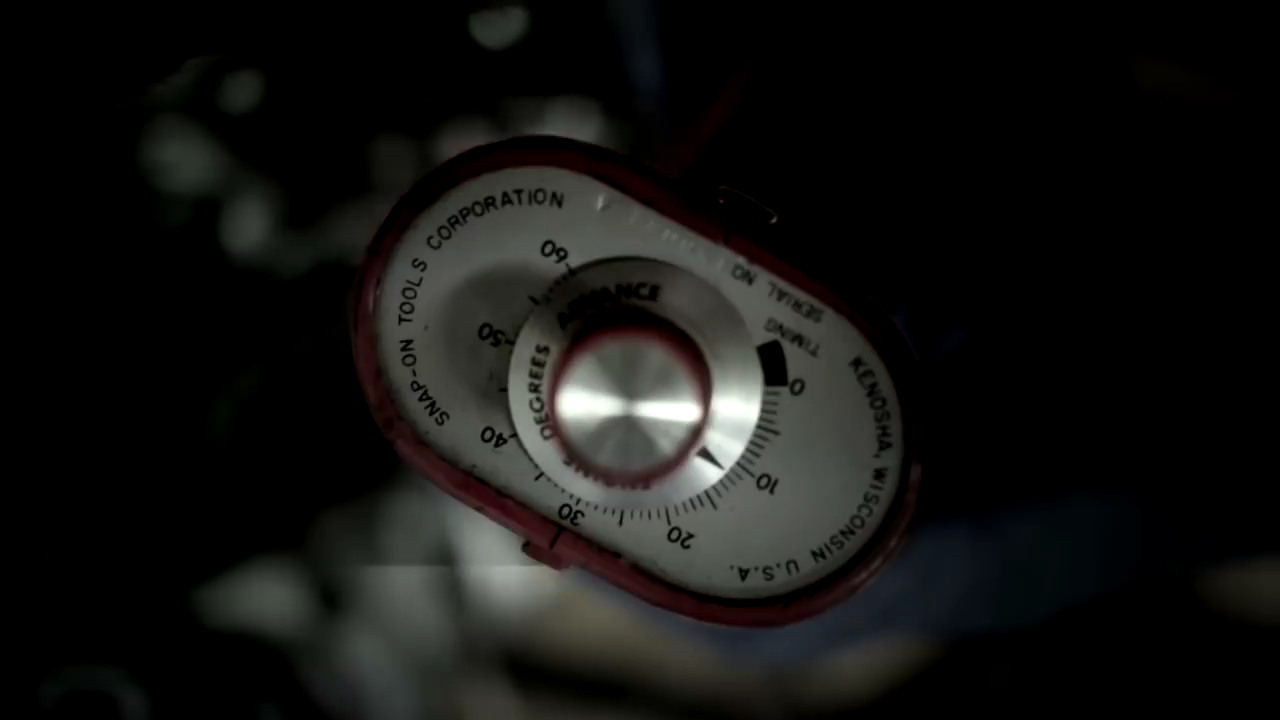 SNAP-ON TOOLS CORPORATION
SERIAL NO
TIMING
KENOSHA, WISCONSIN U.S.A.
DEGREES ADVANCE
0
10
20
30
40
50
60